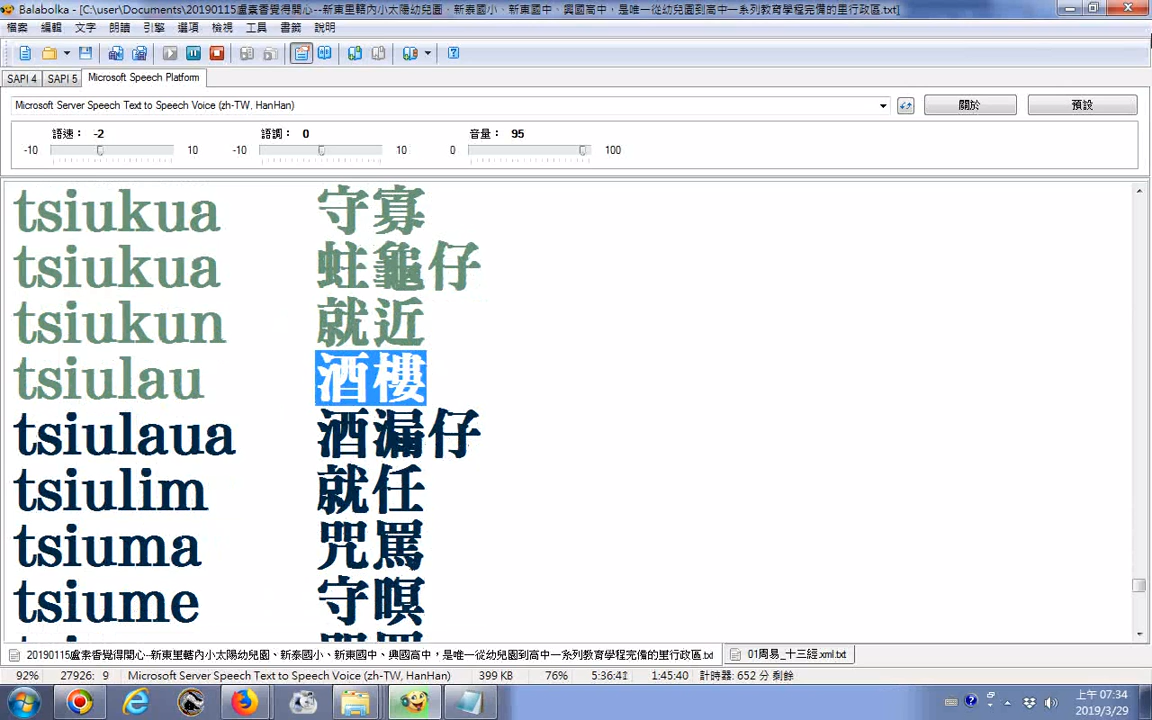 Balabolka - [C:\user\Documents\20190115盧素香覺得開心--新東里轄內小太陽幼兒園、新泰國小、新東國中、興國高中，是唯一從幼兒園到高中一系列教育學程完備的里行政區.txt]
檔案 編輯 文字 朗讀 引擎 選項 檢視 工具 書籤 說明
SAPI 4 SAPI 5 Microsoft Speech Platform
Microsoft Server Speech Text to Speech Voice (zh-TW, HanHan) 關於 預設
語速： -2 語調： 0 音量： 95
-10 10 -10 10 0 100
tsiukua 守寡
tsiukua 蛀龜仔
tsiukun 就近
tsiulau 酒樓
tsiulaua 酒漏仔
tsiulim 就任
tsiuma 咒罵
tsiume 守暝
20190115盧素香覺得開心--新東里轄內小太陽幼兒園、新泰國小、新東國中、興國高中，是唯一從幼兒園到高中一系列教育學程完備的里行政區.txt 01周易_十三經.xml.txt
92% 27926: 9 Microsoft Server Speech Text to Speech Voice (zh-TW, HanHan) 399 KB 76% 5:36:41 1:45:40 計時器: 652 分 剩餘
上午 07:34
2019/3/29